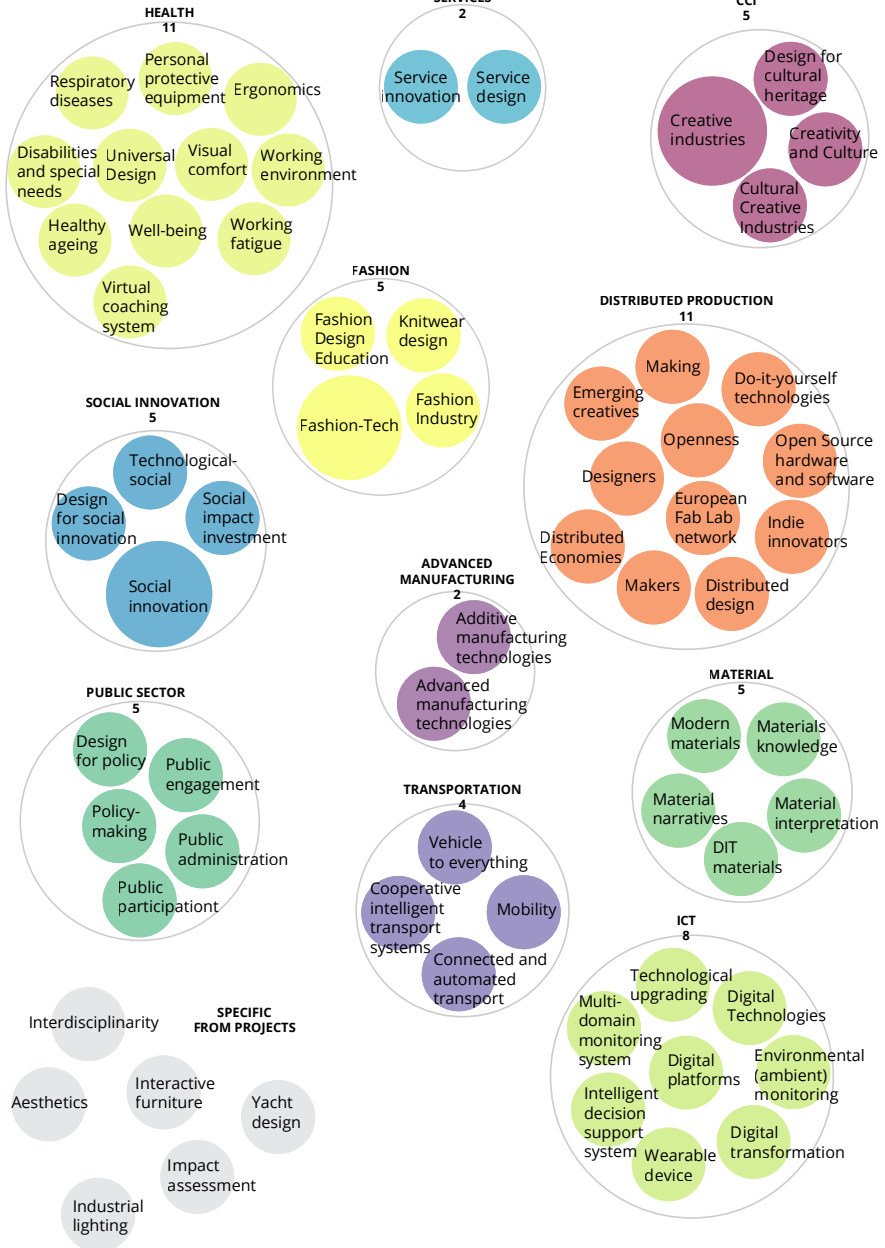 HEALTH
11
Respiratory
diseases
Personal
protective
equipment
Ergonomics
Disabilities
and special
needs
Universal
Design
Visual
comfort
Working
environment
Healthy
ageing
Well-being
Working
fatigue
Virtual
coaching
system
SERVICES
2
Service
innovation
Service
design
CCI
5
Design for
cultural
heritage
Creative
industries
Creativity
and Culture
Cultural
Creative
Industries
FASHION
5
Fashion
Design
Education
Knitwear
design
Fashion-Tech
Fashion
Industry
DISTRIBUTED PRODUCTION
11
Making
Do-it-yourself
technologies
Emerging
creatives
Openness
Open Source
hardware
and software
Designers
European
Fab Lab
network
Indie
innovators
Distributed
Economies
Makers
Distributed
design
SOCIAL INNOVATION
5
Technological-
social
Design
for social
innovation
Social
impact
investment
Social
innovation
ADVANCED
MANUFACTURING
2
Additive
manufacturing
technologies
Advanced
manufacturing
technologies
PUBLIC SECTOR
5
Design
for policy
Public
engagement
Policy-
making
Public
administration
Public
participationt
MATERIAL
5
Modern
materials
Materials
knowledge
Material
narratives
Material
interpretation
DIT
materials
TRANSPORTATION
4
Vehicle
to everything
Cooperative
intelligent
transport
systems
Mobility
Connected and
automated
transport
ICT
8
Technological
upgrading
Digital
Technologies
Multi-
domain
monitoring
system
Digital
platforms
Environmental
(ambient)
monitoring
Intelligent
decision
support
system
Wearable
device
Digital
transformation
SPECIFIC
FROM PROJECTS
Interdisciplinarity
Aesthetics
Interactive
furniture
Yacht
design
Impact
assessment
Industrial
lighting